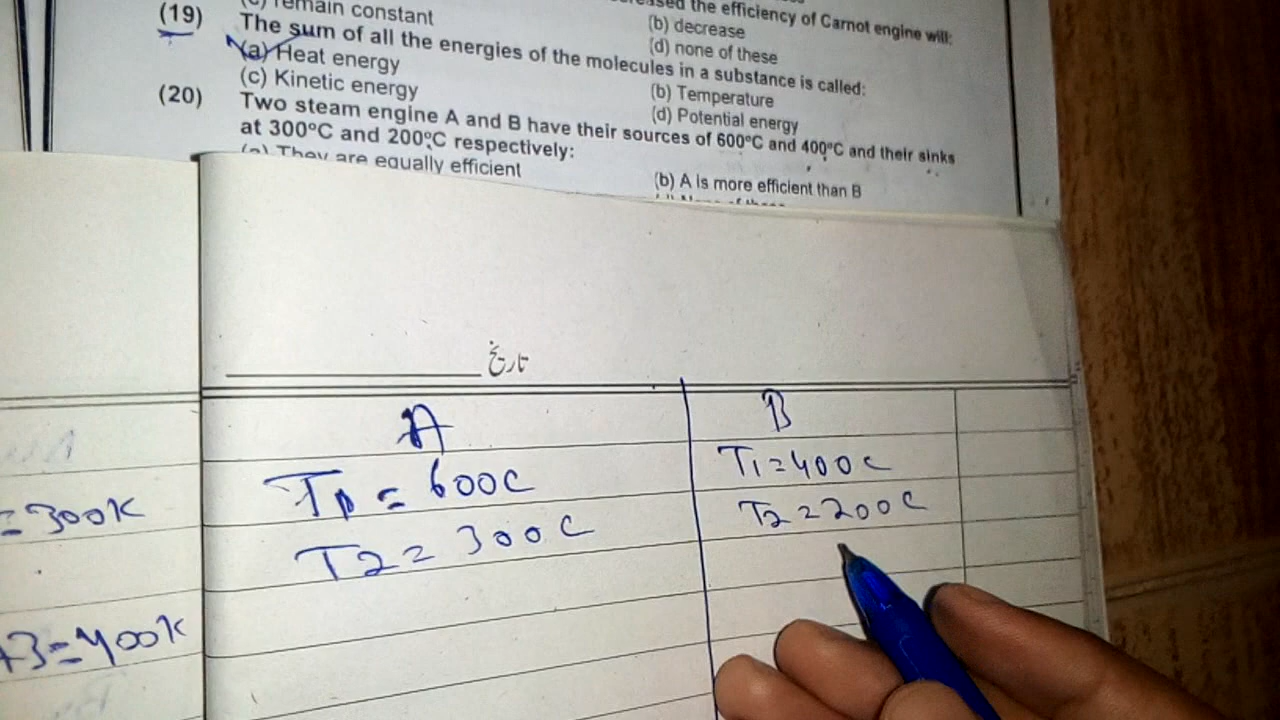 (c) remain constant
the efficiency of Carnot engine will:
(b) decrease
(d) none of these
(19) The sum of all the energies of the molecules in a substance is called:
(a) Heat energy
(b) Temperature
(c) Kinetic energy
(d) Potential energy
(20) Two steam engine A and B have their sources of 600°C and 400°C and their sinks
at 300°C and 200°C respectively:
(a) They are equally efficient
(b) A is more efficient than B
تاریخ
A
B
T1 = 600C
T1 = 400C
T2 = 300C
T2 = 200C
=300K
73=400K